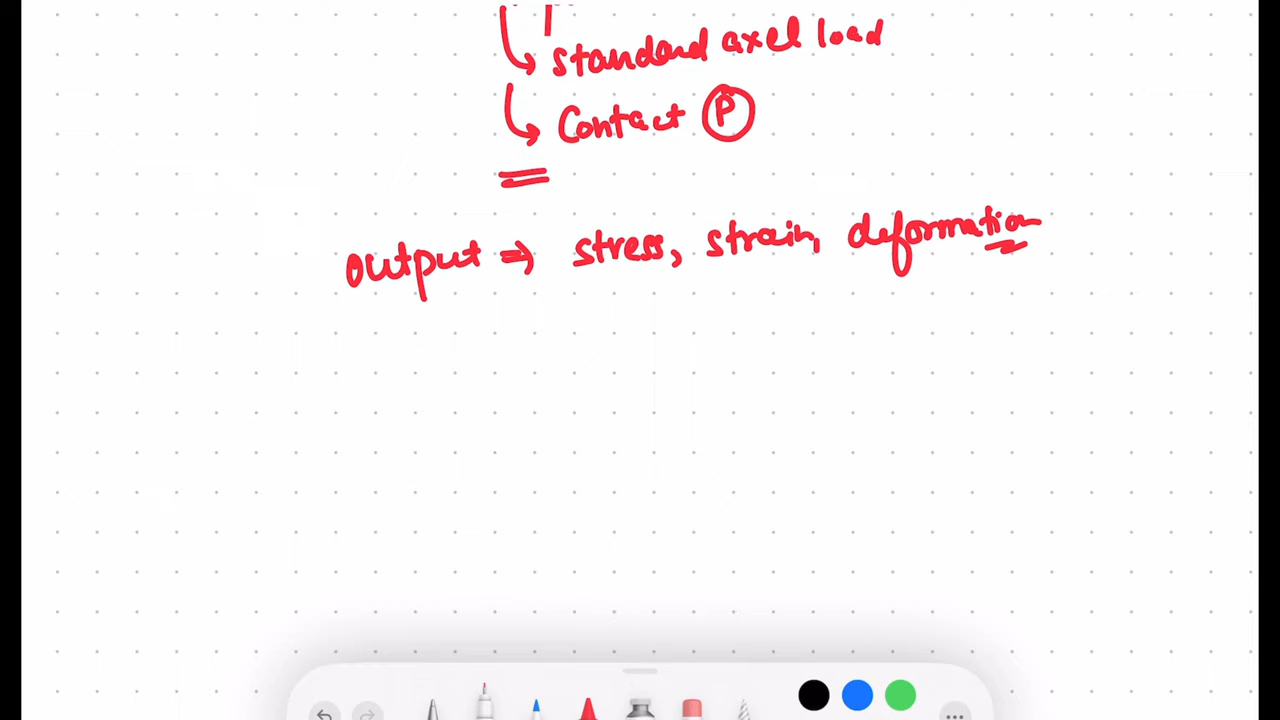 standard axel load
Contact P
output ⇒ stress, strain, deformation